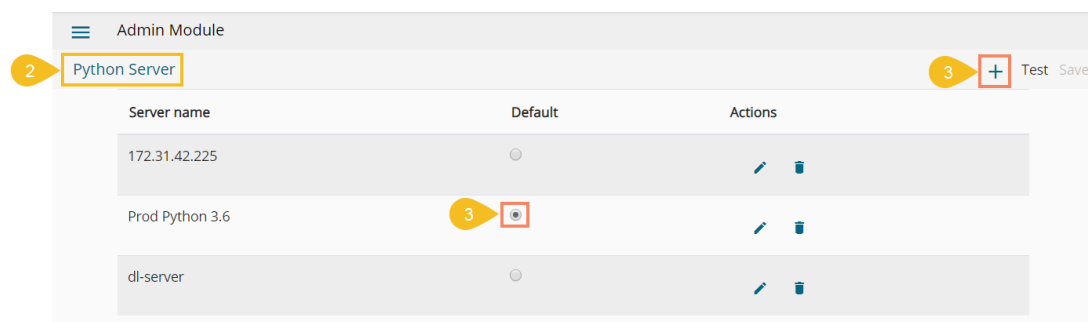 Admin Module
2 Python Server 3 + Test Save
Server name Default Actions
172.31.42.225
Prod Python 3.6 3
dl-server